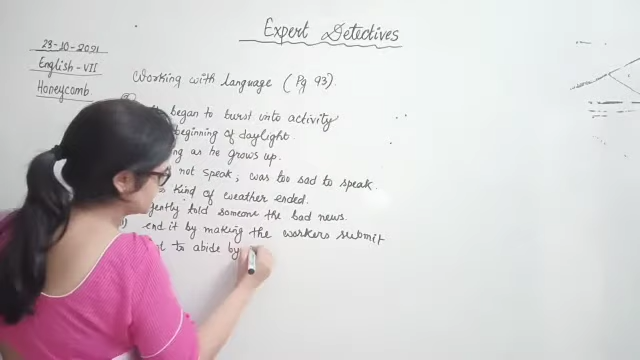 Expert Detectives
23-10-2021
English - VII
Honeycomb
Working with language (Pg 93).
began to burst into activity
beginning of daylight.
as he grows up.
not speak; was too sad to speak.
kind of weather ended.
gently told someone the bad news.
end it by making the workers submit
to abide by